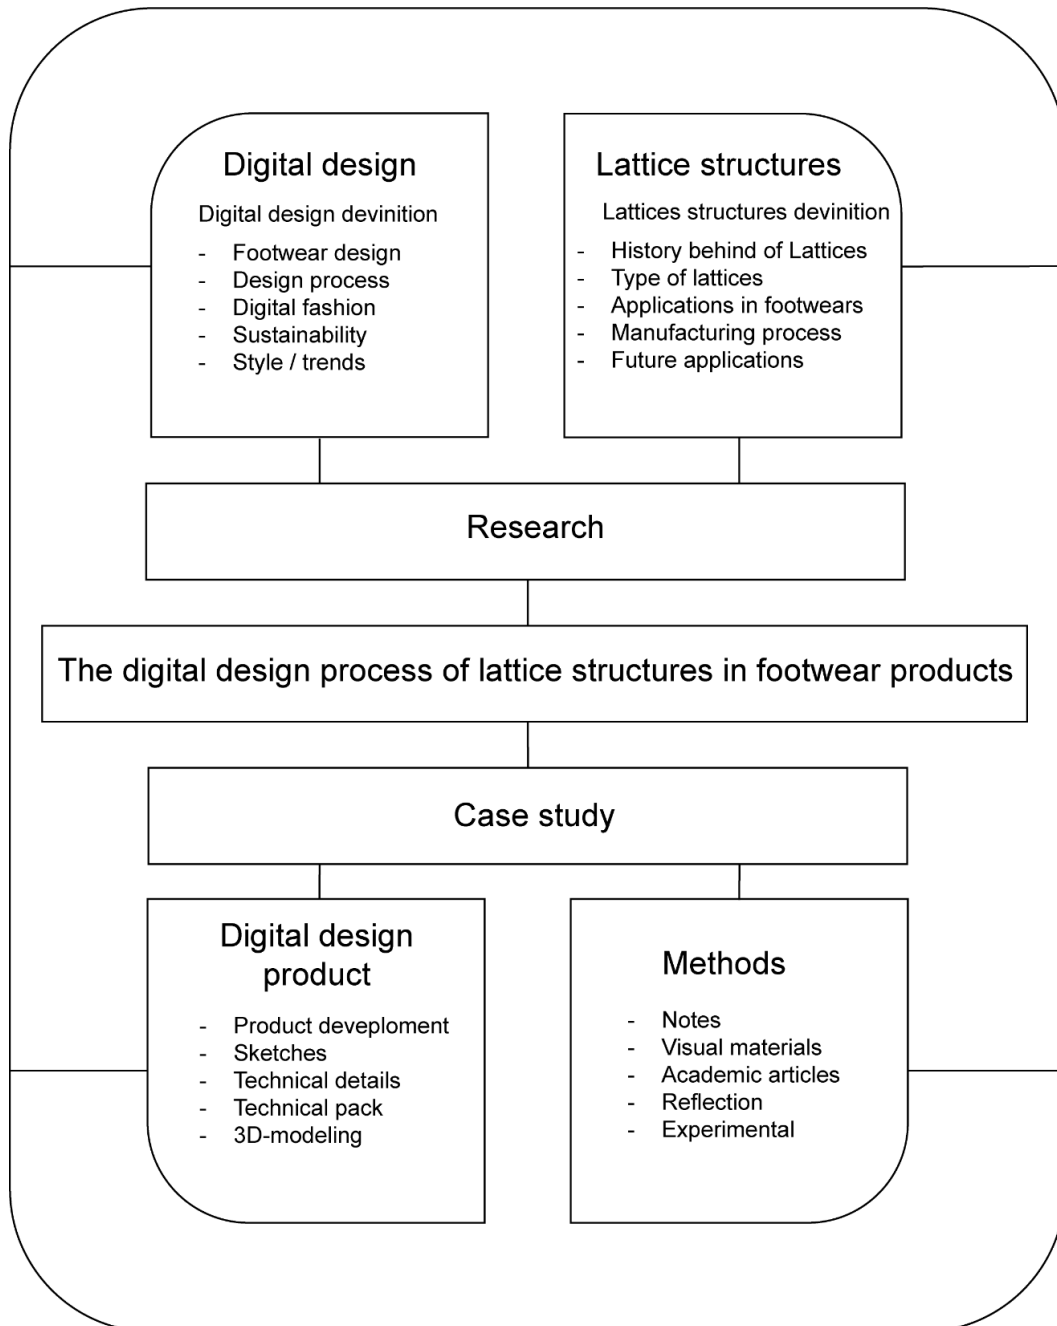 Digital design
Digital design devinition
- Footwear design
- Design process
- Digital fashion
- Sustainability
- Style / trends
Lattice structures
Lattices structures devinition
- History behind of Lattices
- Type of lattices
- Applications in footwears
- Manufacturing process
- Future applications
Research
The digital design process of lattice structures in footwear products
Case study
Digital design
product
- Product deveploment
- Sketches
- Technical details
- Technical pack
- 3D-modeling
Methods
- Notes
- Visual materials
- Academic articles
- Reflection
- Experimental